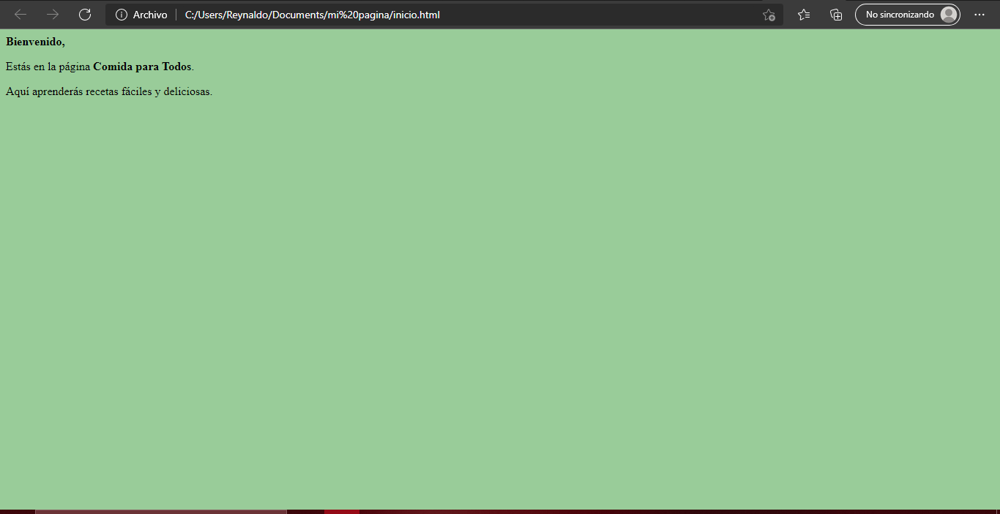 Archivo C:/Users/Reynaldo/Documents/mi%20pagina/inicio.html No sincronizando
Bienvenido,
Estás en la página Comida para Todos.
Aquí aprenderás recetas fáciles y deliciosas.